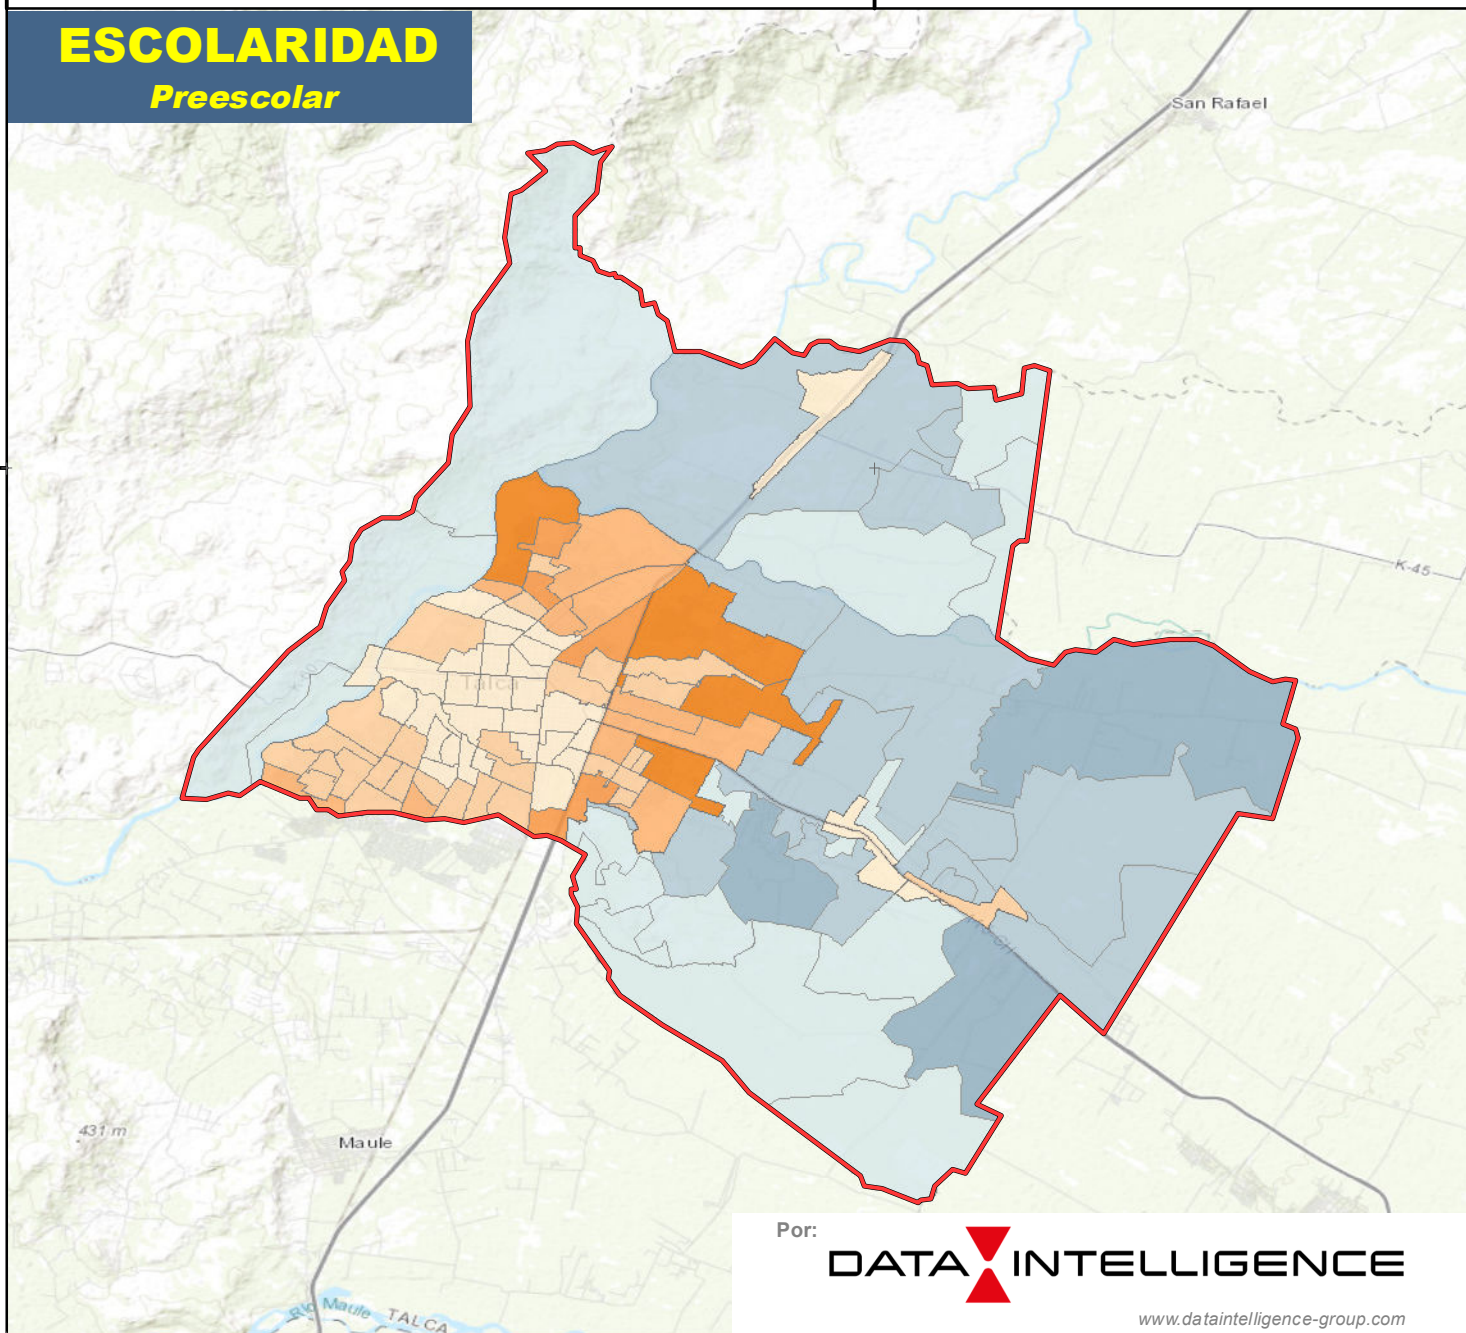 ESCOLARIDAD
Preescolar
San Rafael
K-45
Talca
431 m
Maule
Río Maule
TALCA
Por:
DATA INTELLIGENCE
www.dataintelligence-group.com